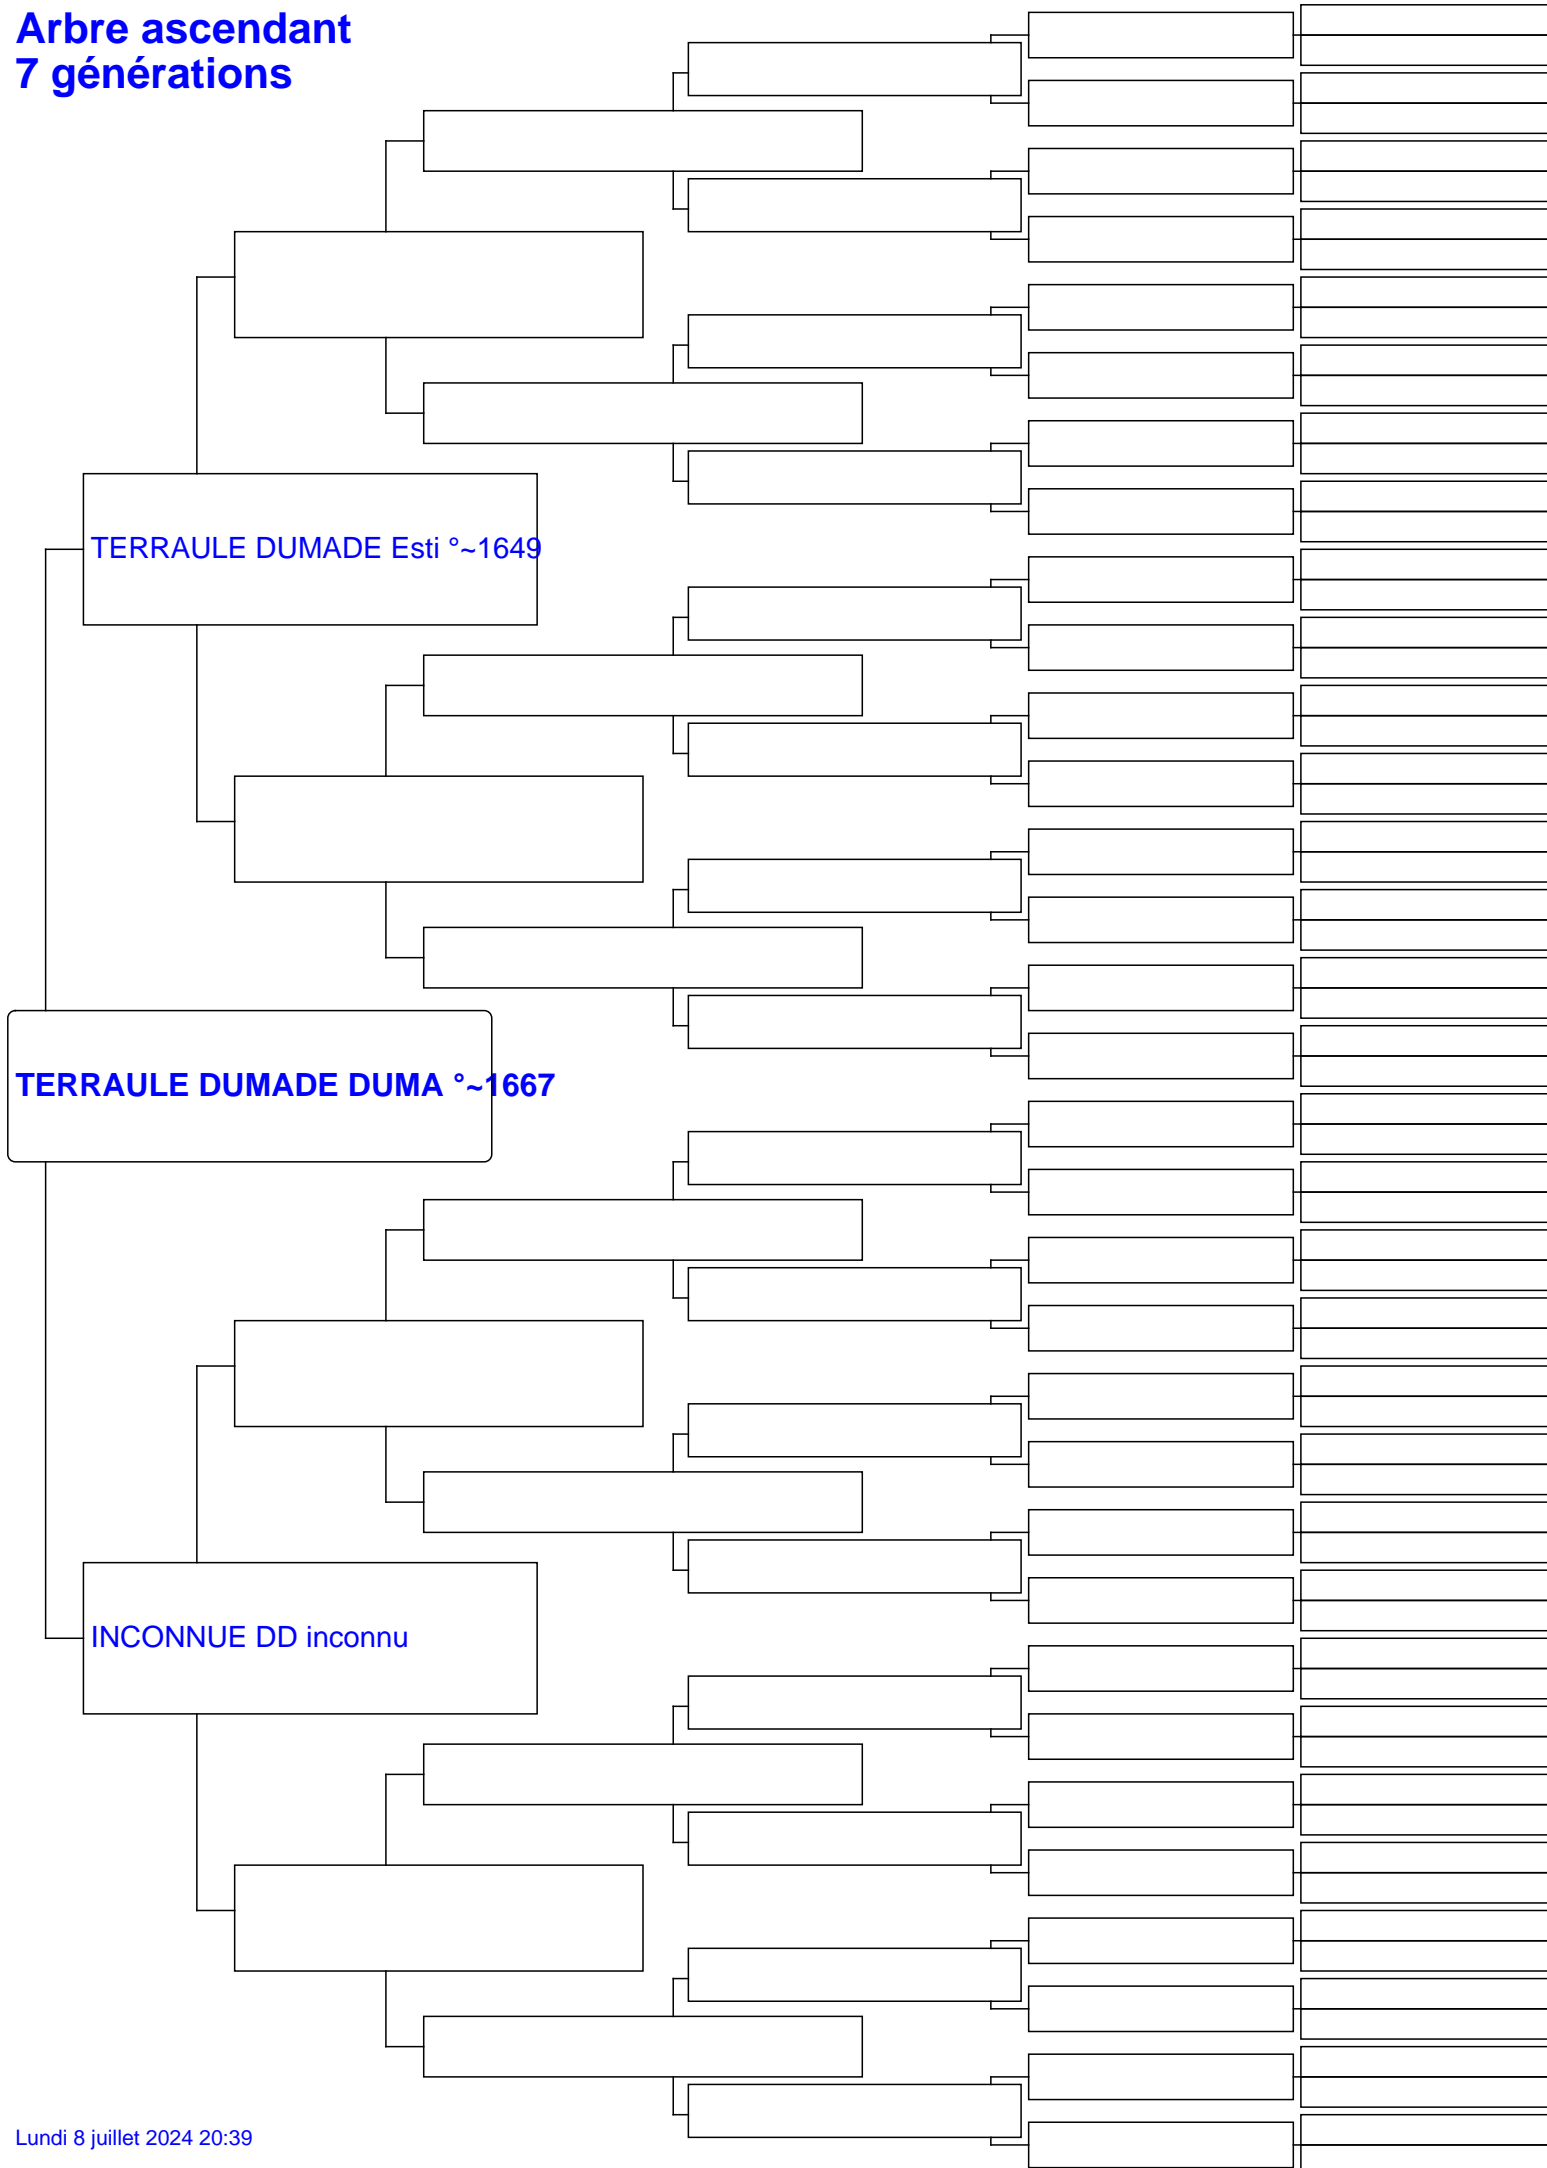 Arbre ascendant
7 générations
TERRAULE DUMADE Esti °~1649
TERRAULE DUMADE DUMA °~1667
INCONNUE DD inconnu
Lundi 8 juillet 2024 20:39